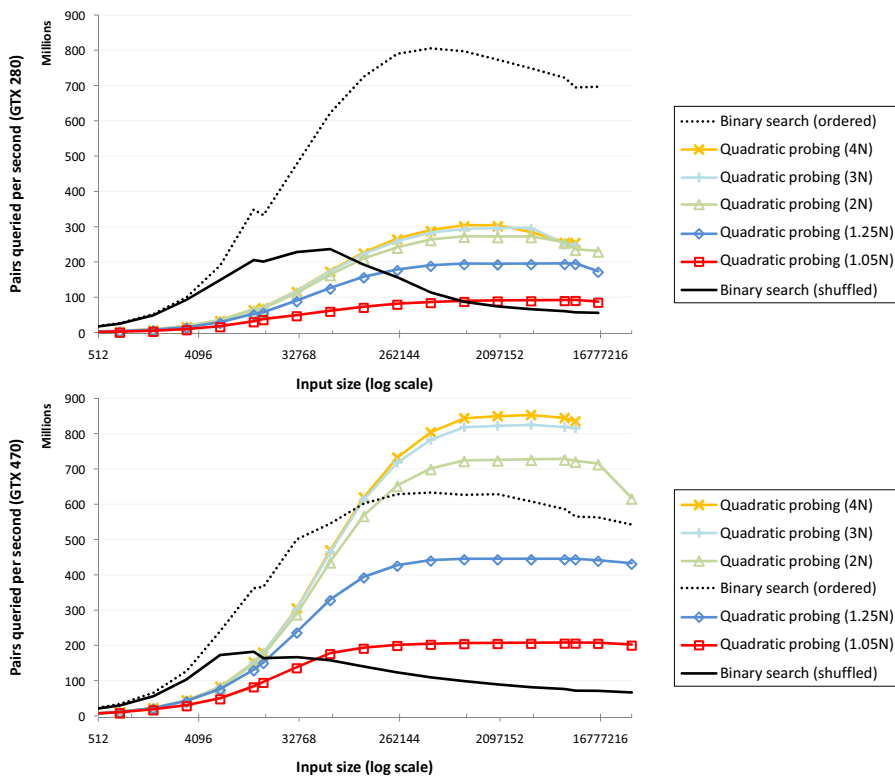 Pairs queried per second (GTX 280)
Millions
900
800
700
600
500
400
300
200
100
0
512
4096
32768
262144
2097152
16777216
Input size (log scale)
Binary search (ordered)
Quadratic probing (4N)
Quadratic probing (3N)
Quadratic probing (2N)
Quadratic probing (1.25N)
Quadratic probing (1.05N)
Binary search (shuffled)
Pairs queried per second (GTX 470)
Millions
900
800
700
600
500
400
300
200
100
0
512
4096
32768
262144
2097152
16777216
Input size (log scale)
Quadratic probing (4N)
Quadratic probing (3N)
Quadratic probing (2N)
Binary search (ordered)
Quadratic probing (1.25N)
Quadratic probing (1.05N)
Binary search (shuffled)